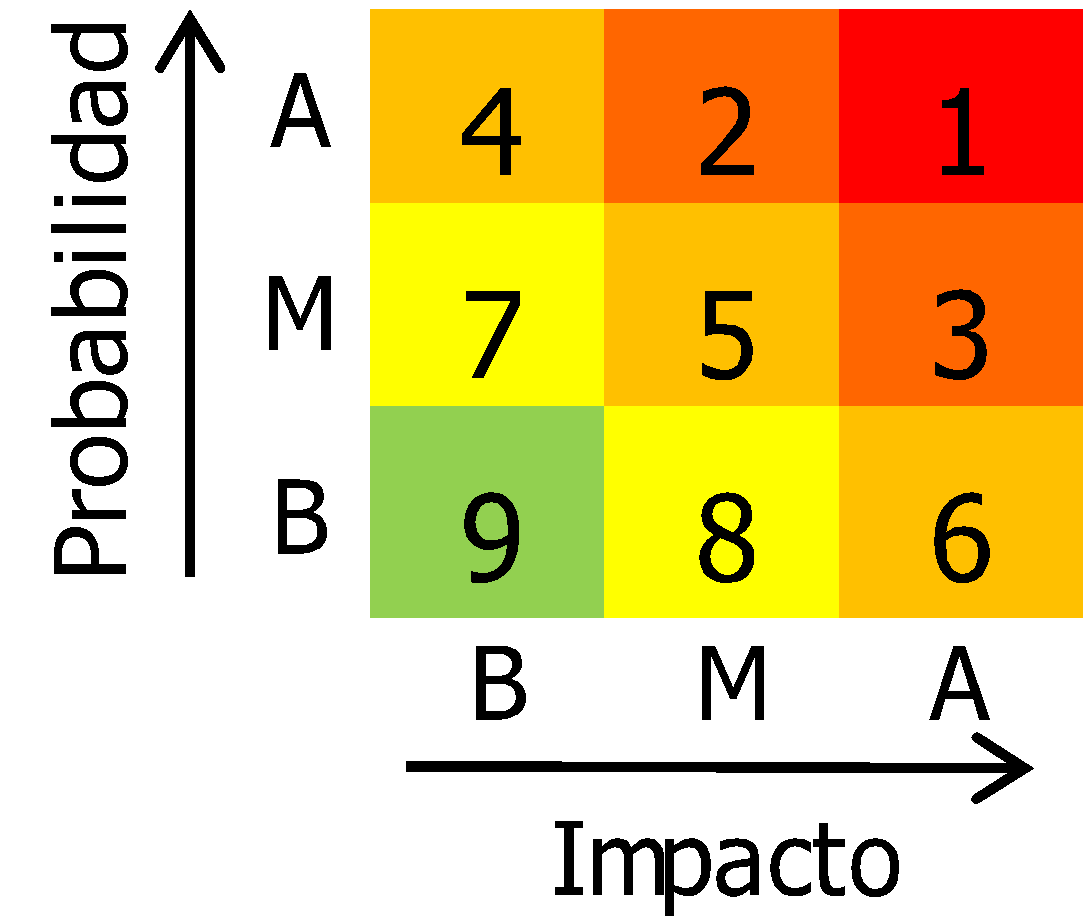 Probabilidad
A 4 2 1
M 7 5 3
B 9 8 6
B M A
Impacto